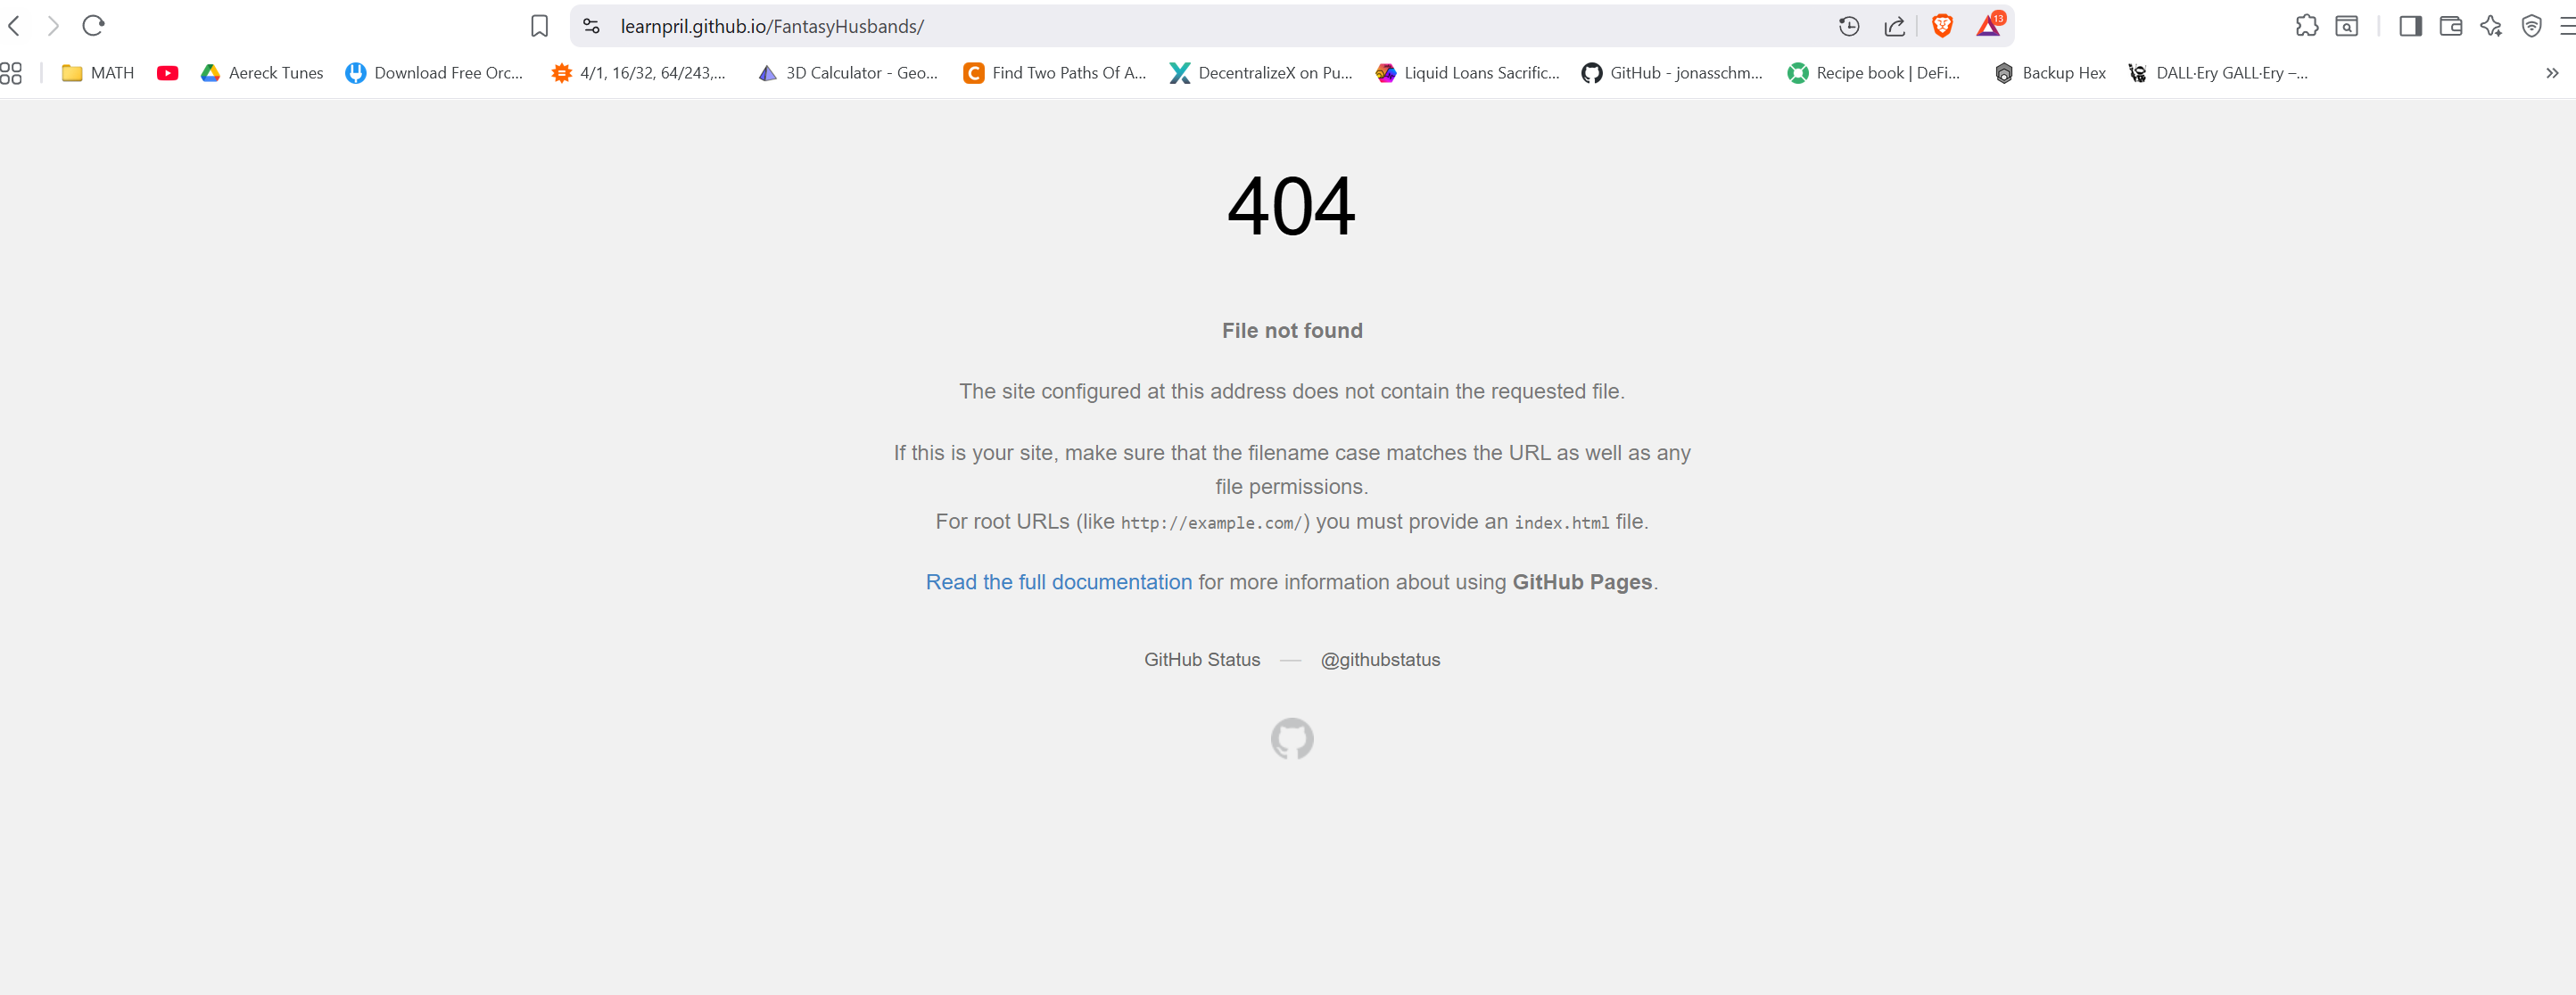 learnpril.github.io/FantasyHusbands/
13
MATH
Aereck Tunes
Download Free Orc...
4/1, 16/32, 64/243,...
3D Calculator - Geo...
Find Two Paths Of A...
DecentralizeX on Pu...
Liquid Loans Sacrific...
GitHub - jonasschm...
Recipe book | DeFi...
Backup Hex
DALL·Ery GALL·Ery –...
404
File not found
The site configured at this address does not contain the requested file.
If this is your site, make sure that the filename case matches the URL as well as any
file permissions.
For root URLs (like http://example.com/) you must provide an index.html file.
Read the full documentation for more information about using GitHub Pages.
GitHub Status — @githubstatus